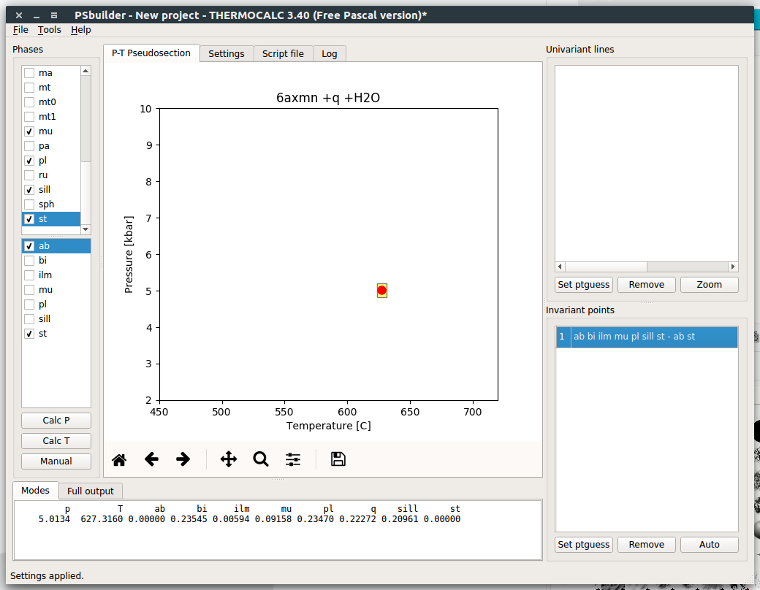 PSbuilder - New project - THERMOCALC 3.40 (Free Pascal version)*
File Tools Help
Phases
ma
mt
mt0
mt1
mu
pa
pl
ru
sill
sph
st
ab
bi
ilm
mu
pl
sill
st
Calc P
Calc T
Manual
P-T Pseudosection Settings Script file Log
6axmn +q +H2O
10
9
8
7
6
5
4
3
2
Pressure [kbar]
450 500 550 600 650 700
Temperature [C]
Modes Full output
p T ab bi ilm mu pl q sill st
5.0134 627.3160 0.00000 0.23545 0.00594 0.09158 0.23470 0.22272 0.20961 0.00000
Settings applied.
Univariant lines
Set ptguess Remove Zoom
Invariant points
1 ab bi ilm mu pl sill st - ab st
Set ptguess Remove Auto